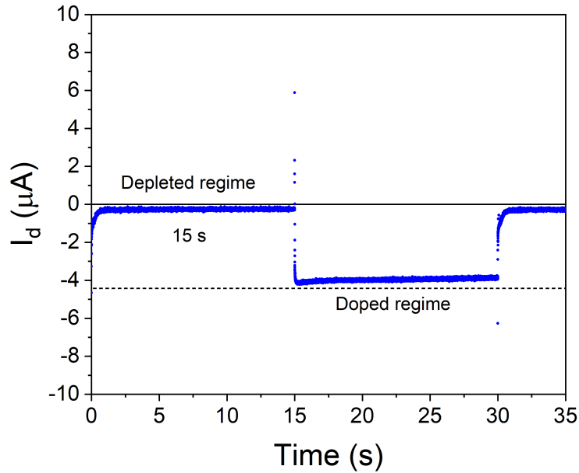 10
8
6
4
2
0
-2
-4
-6
-8
-10
I_d (μA)
Depleted regime
15 s
Doped regime
0 5 10 15 20 25 30 35
Time (s)